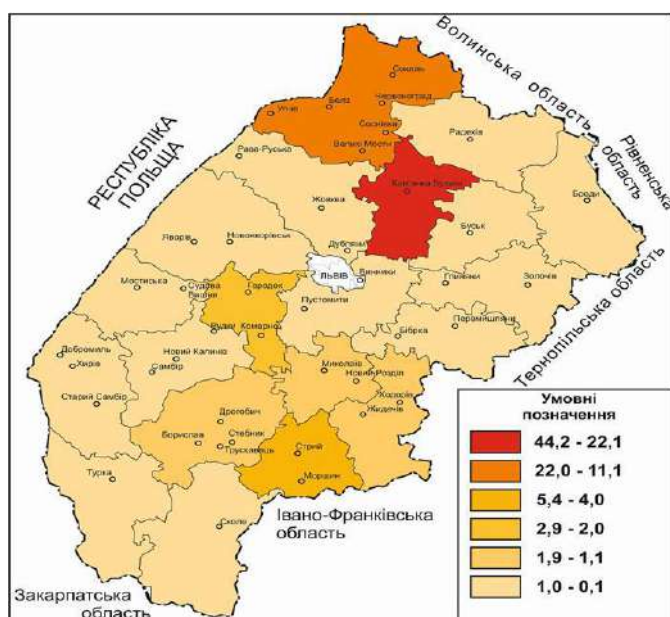 Волинська область
Рівненська
область
РЕСПУБЛІКА
ПОЛЬЩА
Сокаль
Червоноград
Белз
Угнів
Соснівка
Великі Мости
Радехів
Рава-Руська
Кам'янка-Бузька
Броди
Жовква
Буськ
Яворів
Новояворівськ
Дубляни
ЛЬВІВ
Винники
Глиняни
Золочів
Мостиська
Судова
Вишня
Городок
Пустомити
Перемишляни
Бібрка
Рудки
Комарно
Тернопільська область
Добромиль
Хирів
Новий Калинів
Самбір
Миколаїв
Новий Розділ
Ходорів
Жидачів
Старий Самбір
Дрогобич
Борислав
Стебник
Трускавець
Стрий
Моршин
Турка
Сколе
Івано-Франківська
область
Закарпатська
область
Умовні
позначення
44,2 - 22,1
22,0 - 11,1
5,4 - 4,0
2,9 - 2,0
1,9 - 1,1
1,0 - 0,1